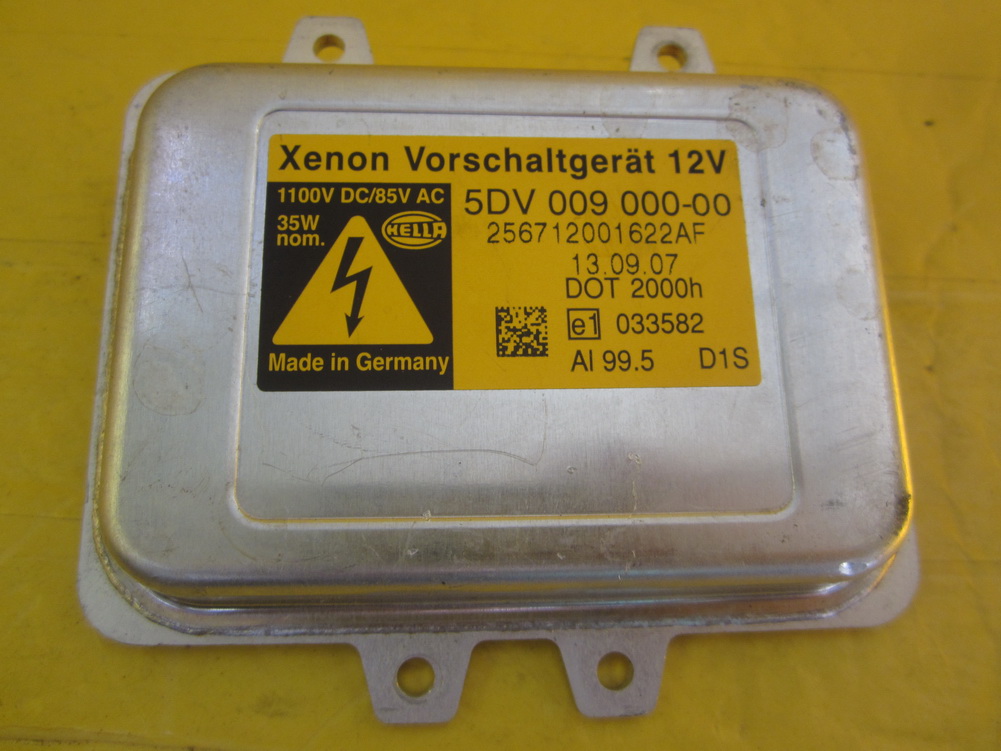 Xenon Vorschaltgerät 12V
1100V DC/85V AC
35W
nom.
HELLA
Made in Germany
5DV 009 000-00
256712001622AF
13.09.07
DOT 2000h
e1 033582
Al 99.5 D1S